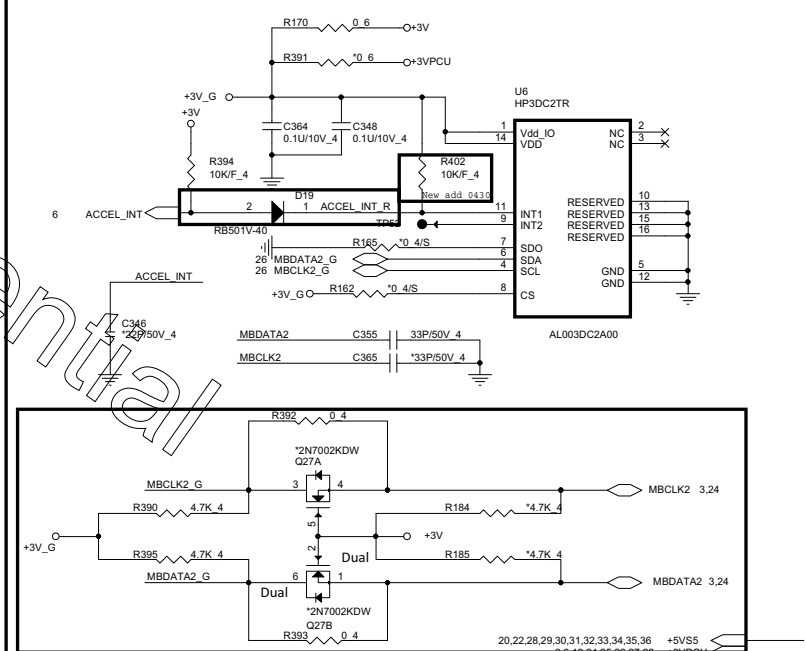 R170 0_6 +3V
R391 *0_6 +3VPCU
+3V_G
+3V
C364
0.1U/10V_4
C348
0.1U/10V_4
R394
10K/F_4
R402
10K/F_4
New add 0430
U6
HP3DC2TR
1 Vdd_IO NC 2
14 VDD NC 3
RESERVED 10
RESERVED 13
RESERVED 15
RESERVED 16
11 INT1
9 INT2
7 SDO
6 SDA
4 SCL
8 CS
GND 5
GND 12
AL003DC2A00
6 ACCEL_INT
2 D19 1 ACCEL_INT_R
RB501V-40
R165 *0_4/S
26 MBDATA2_G
26 MBCLK2_G
+3V_G R162 *0_4/S
ACCEL_INT
C346
*22P/50V_4
MBDATA2 C355 33P/50V_4
MBCLK2 C365 *33P/50V_4
ential
R392 0_4
*2N7002KDW
Q27A
MBCLK2_G 3 4 MBCLK2 3,24
R390 4.7K_4 5 R184 *4.7K_4
+3V_G +3V
R395 4.7K_4 2 Dual R185 *4.7K_4
MBDATA2_G 6 1 MBDATA2 3,24
Dual
*2N7002KDW
Q27B
R393 0_4
20,22,28,29,30,31,32,33,34,35,36 +5VS5